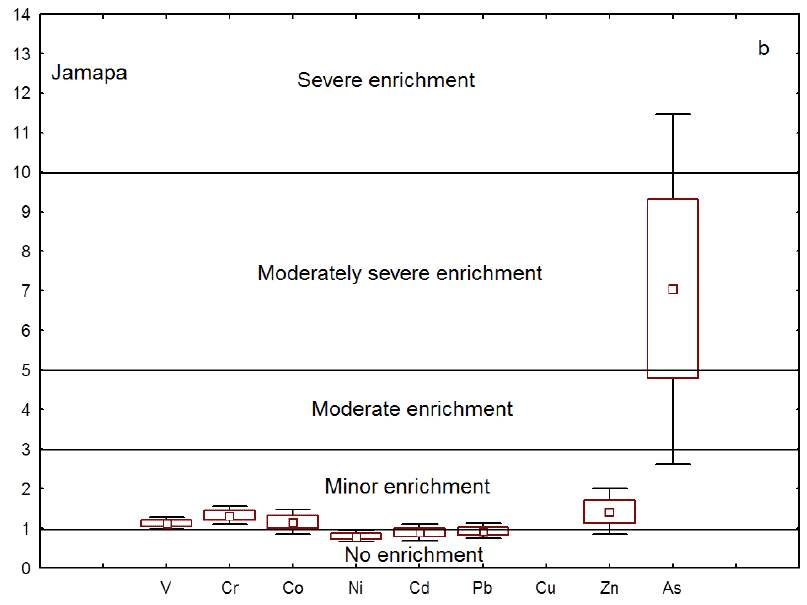 14
13
b
Jamapa
Severe enrichment
12
11
10
9
8
Moderately severe enrichment
7
6
5
4
Moderate enrichment
3
2
Minor enrichment
1
No enrichment
0
V Cr Co Ni Cd Pb Cu Zn As